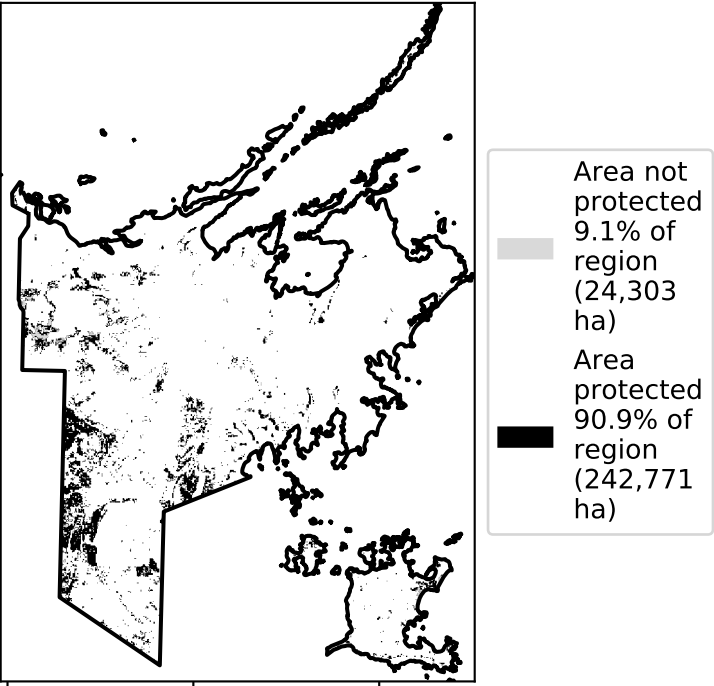 Area not
protected
9.1% of
region
(24,303
ha)
Area
protected
90.9% of
region
(242,771
ha)